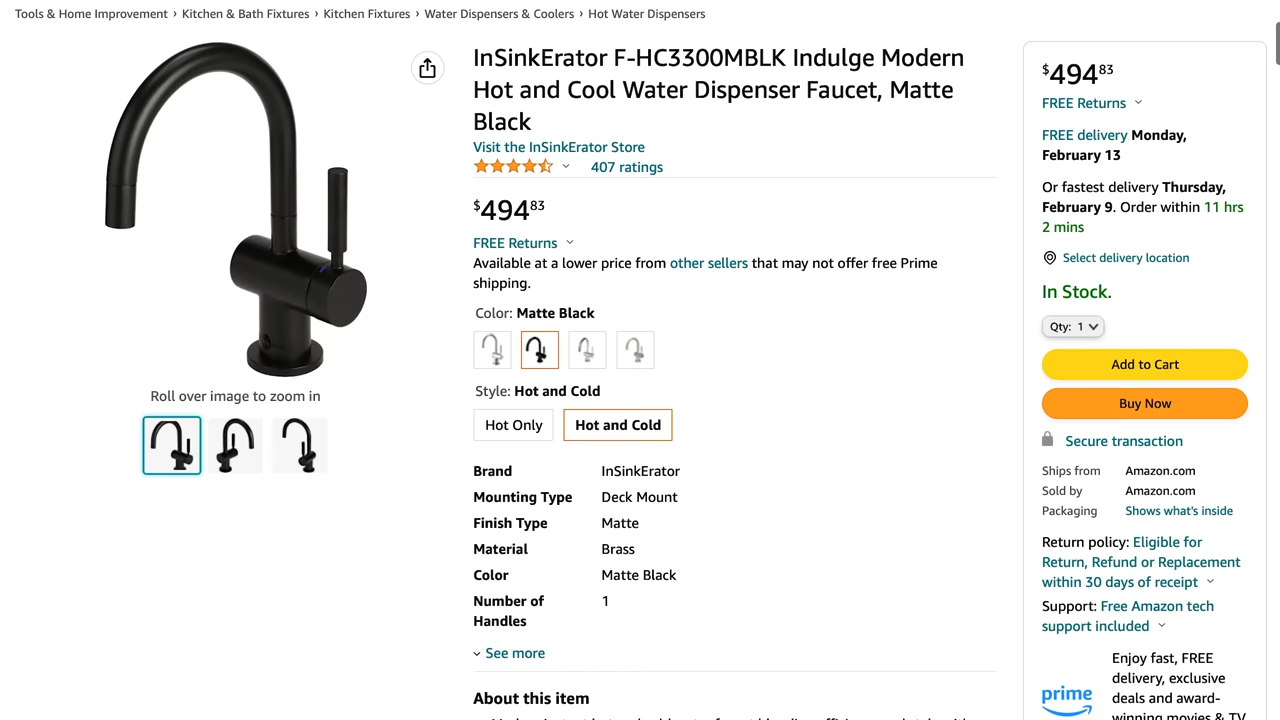 Tools & Home Improvement › Kitchen & Bath Fixtures › Kitchen Fixtures › Water Dispensers & Coolers › Hot Water Dispensers
Roll over image to zoom in
InSinkErator F-HC3300MBLK Indulge Modern
Hot and Cool Water Dispenser Faucet, Matte
Black
Visit the InSinkErator Store
407 ratings
$494 83
FREE Returns
Available at a lower price from other sellers that may not offer free Prime
shipping.
Color: Matte Black
Style: Hot and Cold
Hot Only Hot and Cold
Brand InSinkErator
Mounting Type Deck Mount
Finish Type Matte
Material Brass
Color Matte Black
Number of 1
Handles
See more
About this item
$494 83
FREE Returns
FREE delivery Monday,
February 13
Or fastest delivery Thursday,
February 9. Order within 11 hrs
2 mins
Select delivery location
In Stock.
Qty: 1
Add to Cart
Buy Now
Secure transaction
Ships from Amazon.com
Sold by Amazon.com
Packaging Shows what's inside
Return policy: Eligible for
Return, Refund or Replacement
within 30 days of receipt
Support: Free Amazon tech
support included
prime
Enjoy fast, FREE
delivery, exclusive
deals and award-
winning movies & TV